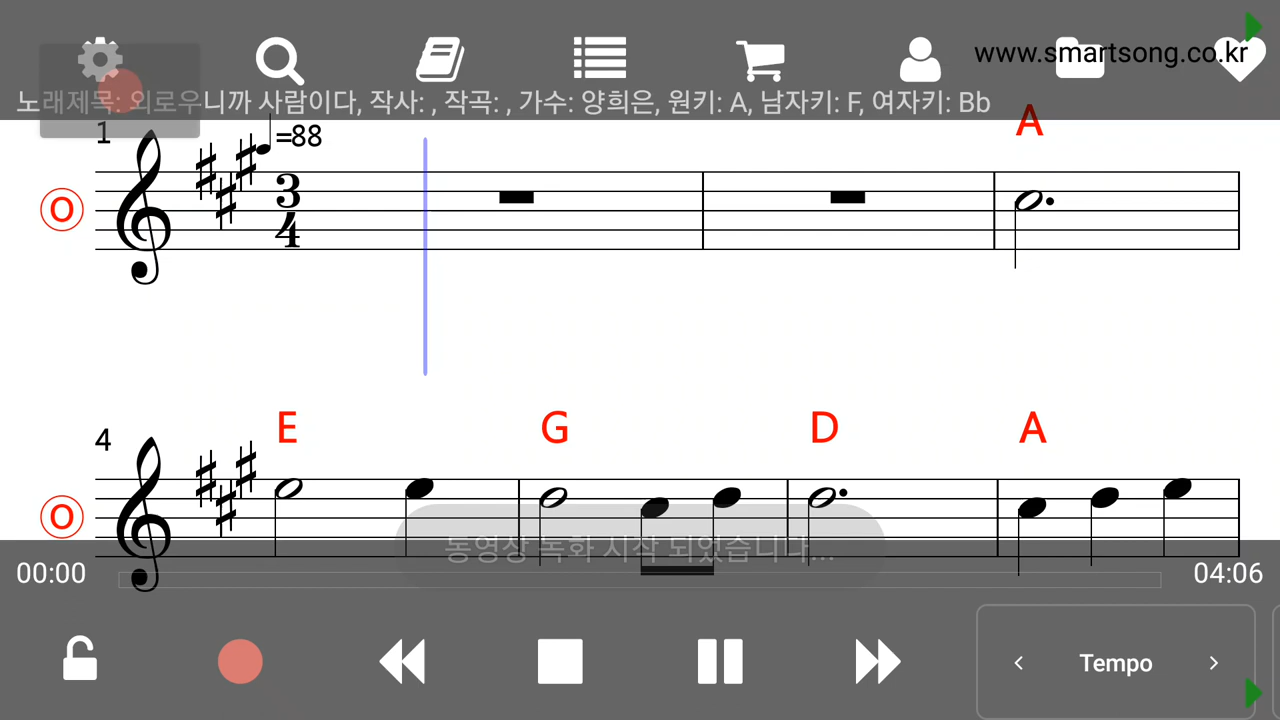 www.smartsong.co.kr
노래제목: 외로우니까 사람이다, 작사: , 작곡: , 가수: 양희은, 원키: A, 남자키: F, 여자키: Bb
1 =88 A
3
4
O
E G D A
4
O
동영상 녹화 시작 되었습니다...
00:00 04:06
Tempo